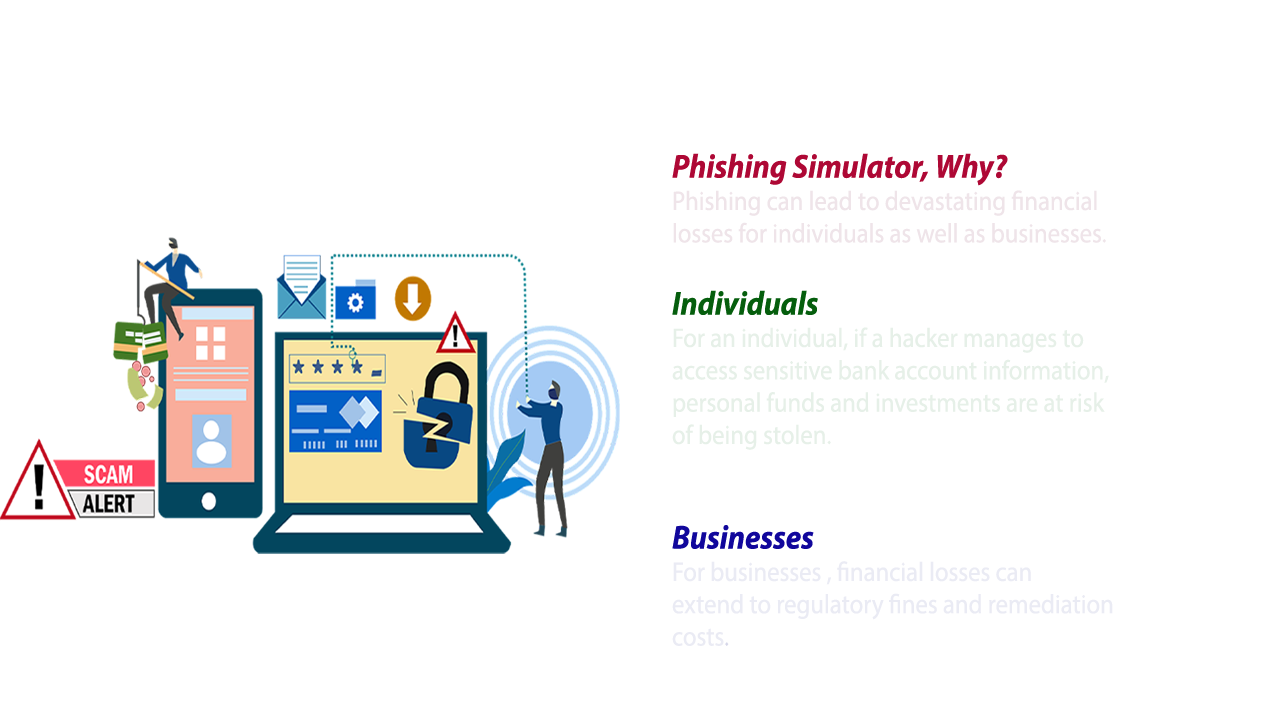 Phishing Simulator, Why?
Phishing can lead to devastating financial
losses for individuals as well as businesses.
Individuals
For an individual, if a hacker manages to
access sensitive bank account information,
personal funds and investments are at risk
of being stolen.
Businesses
For businesses , financial losses can
extend to regulatory fines and remediation
costs.
SCAM
ALERT